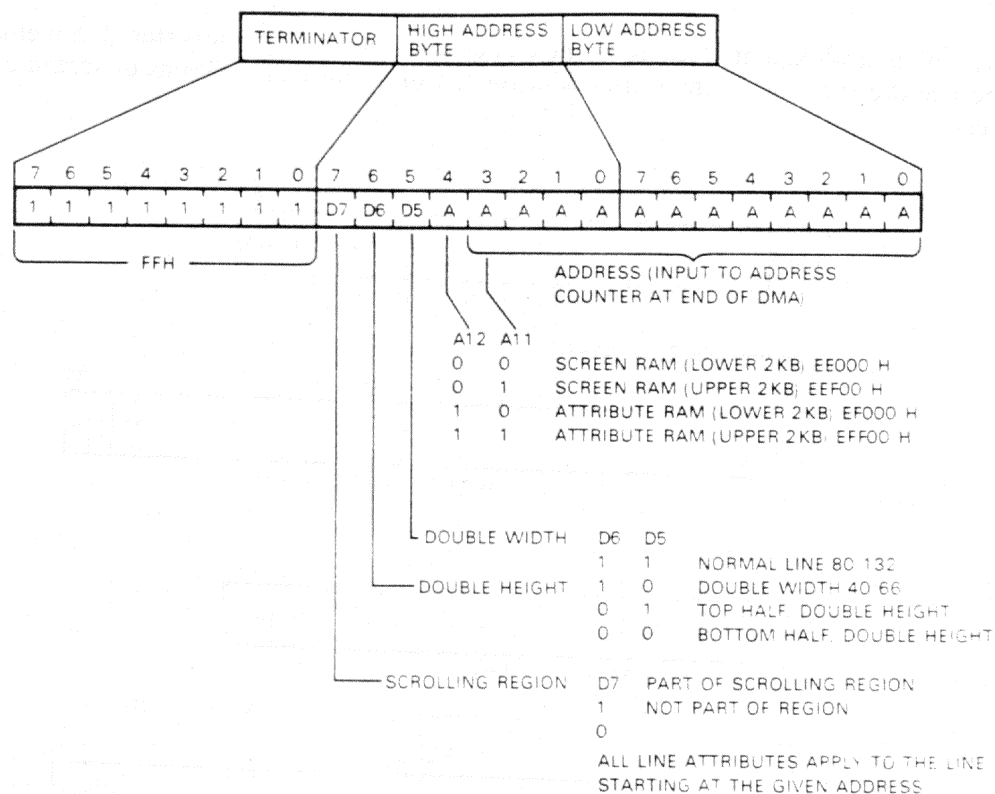 TERMINATOR HIGH ADDRESS BYTE LOW ADDRESS BYTE
7 6 5 4 3 2 1 0 7 6 5 4 3 2 1 0 7 6 5 4 3 2 1 0
1 1 1 1 1 1 1 1 D7 D6 D5 A A A A A A A A A A A A A
FFH
ADDRESS (INPUT TO ADDRESS
COUNTER AT END OF DMA)
A12 A11
0 0 SCREEN RAM (LOWER 2KB) EE000 H
0 1 SCREEN RAM (UPPER 2KB) EEF00 H
1 0 ATTRIBUTE RAM (LOWER 2KB) EF000 H
1 1 ATTRIBUTE RAM (UPPER 2KB) EFF00 H
DOUBLE WIDTH D6 D5
1 1 NORMAL LINE 80 132
DOUBLE HEIGHT 1 0 DOUBLE WIDTH 40 66
0 1 TOP HALF, DOUBLE HEIGHT
0 0 BOTTOM HALF, DOUBLE HEIGHT
SCROLLING REGION D7 PART OF SCROLLING REGION
1 NOT PART OF REGION
0
ALL LINE ATTRIBUTES APPLY TO THE LINE
STARTING AT THE GIVEN ADDRESS